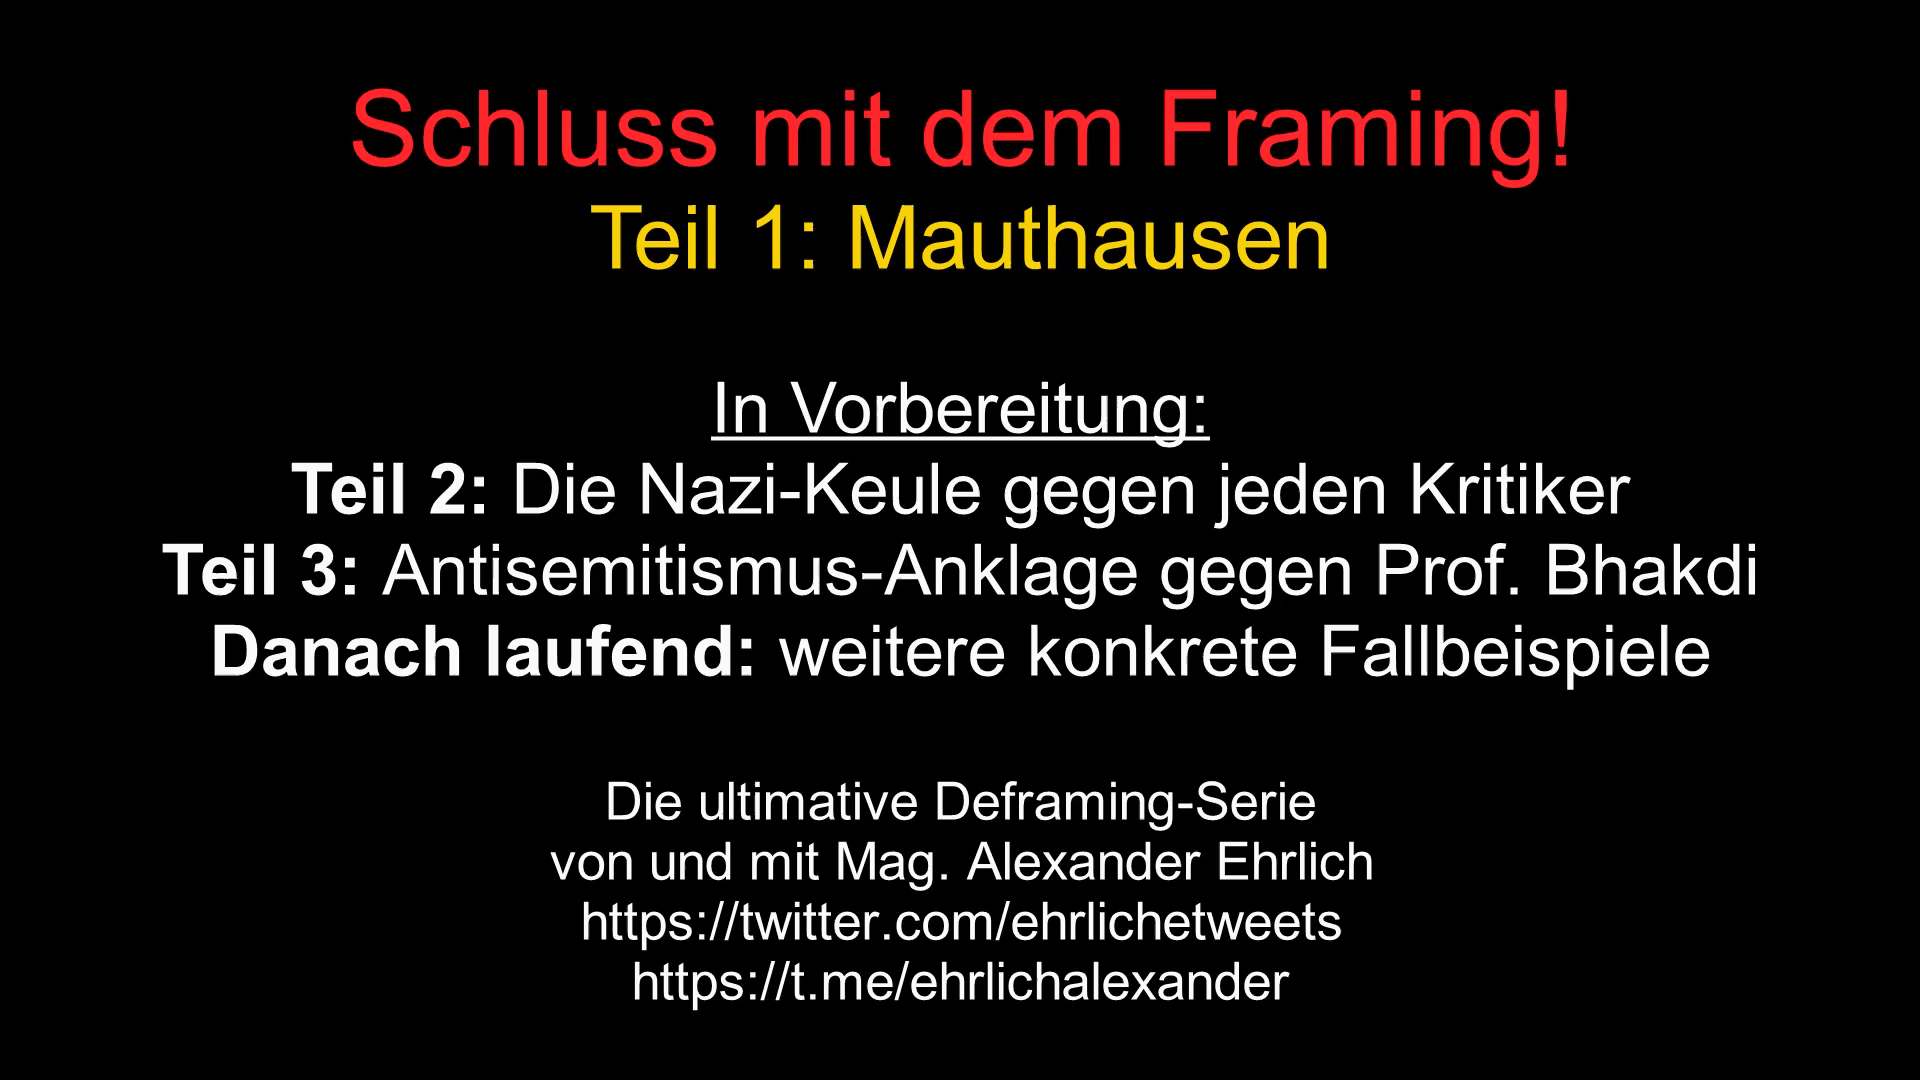 Schluss mit dem Framing!
Teil 1: Mauthausen
In Vorbereitung:
Teil 2: Die Nazi-Keule gegen jeden Kritiker
Teil 3: Antisemitismus-Anklage gegen Prof. Bhakdi
Danach laufend: weitere konkrete Fallbeispiele
Die ultimative Deframing-Serie
von und mit Mag. Alexander Ehrlich
https://twitter.com/ehrlichetweets
https://t.me/ehrlichalexander